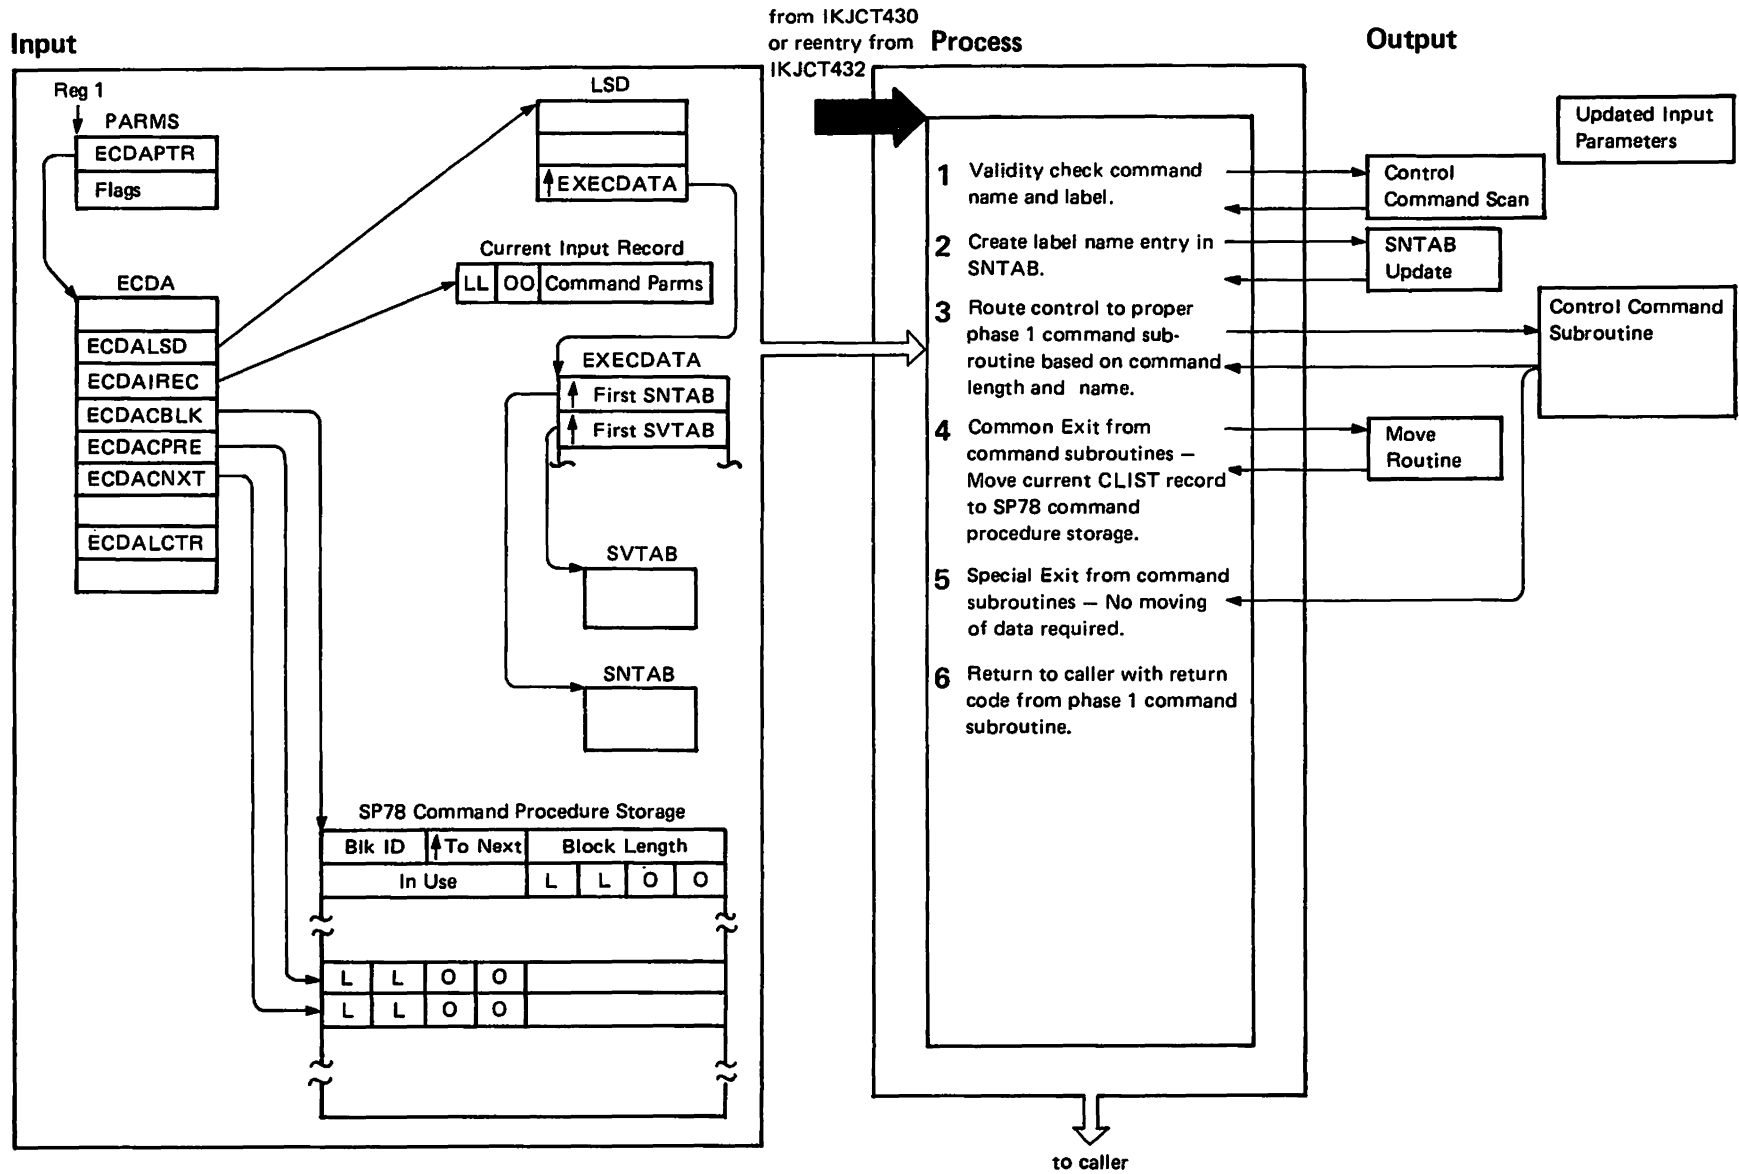 from IKJCT430
or reentry from
IKJCT432
Input
Process
Output
Reg 1
PARMS
ECDAPTR
Flags
LSD
EXECDATA
Current Input Record
LL OO Command Parms
ECDA
ECDALSD
ECDAIREC
ECDACBLK
ECDACPRE
ECDACNXT
ECDALCTR
EXECDATA
First SNTAB
First SVTAB
SVTAB
SNTAB
SP78 Command Procedure Storage
Blk ID To Next Block Length
In Use L L O O
L L O O
L L O O
1 Validity check command
name and label.
2 Create label name entry in
SNTAB.
3 Route control to proper
phase 1 command sub-
routine based on command
length and name.
4 Common Exit from
command subroutines —
Move current CLIST record
to SP78 command
procedure storage.
5 Special Exit from command
subroutines — No moving
of data required.
6 Return to caller with return
code from phase 1 command
subroutine.
to caller
Updated Input
Parameters
Control
Command Scan
SNTAB
Update
Control Command
Subroutine
Move
Routine